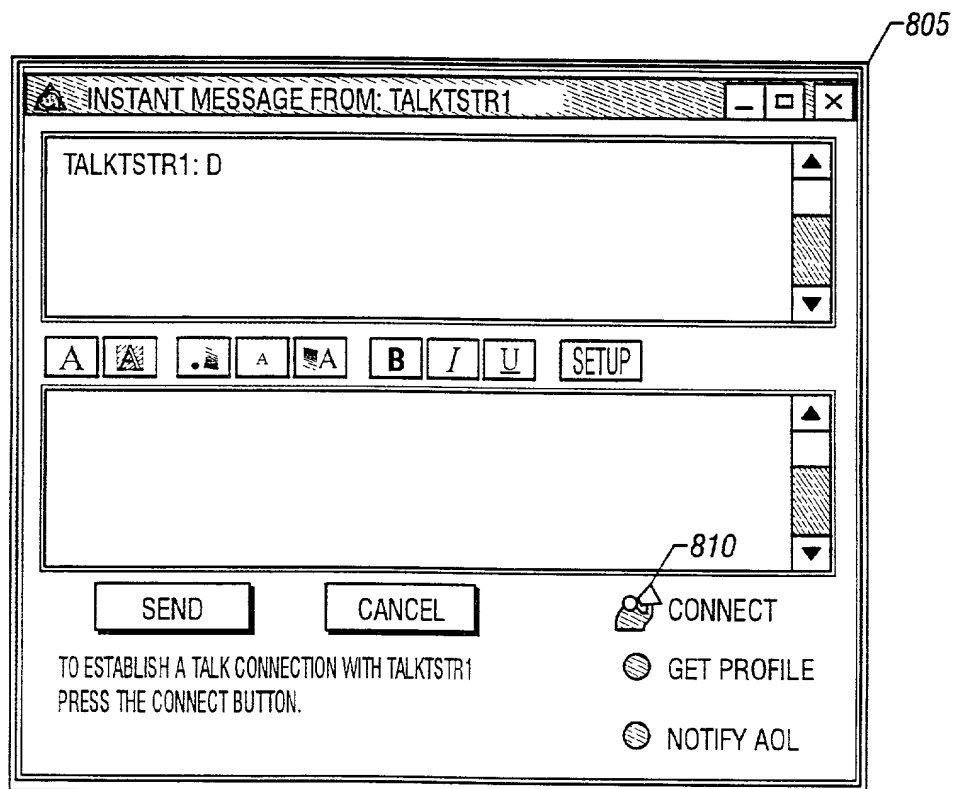 805
INSTANT MESSAGE FROM: TALKTSTR1
TALKTSTR1: D
A A A A A B I U SETUP
810
SEND CANCEL CONNECT
TO ESTABLISH A TALK CONNECTION WITH TALKTSTR1
PRESS THE CONNECT BUTTON.
GET PROFILE
NOTIFY AOL